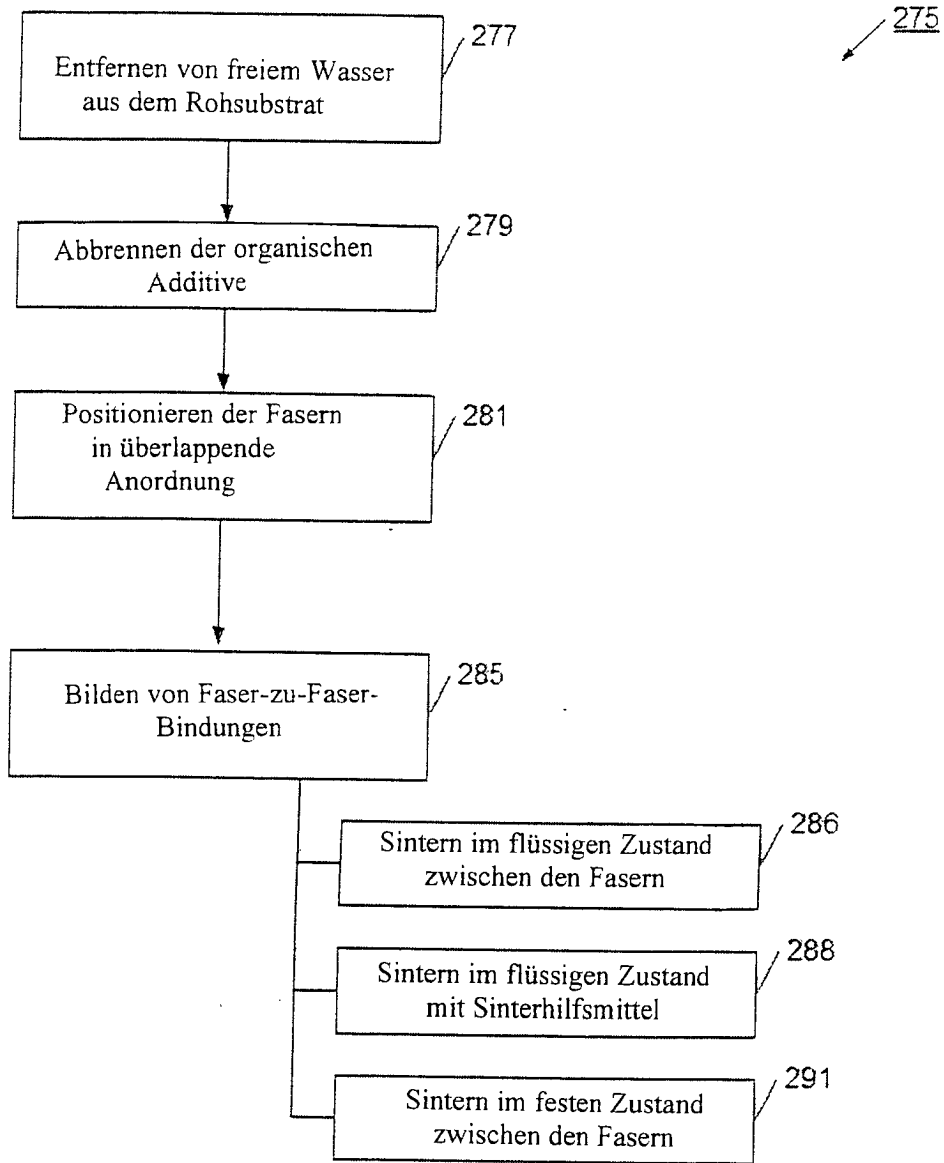 275
277
Entfernen von freiem Wasser
aus dem Rohsubstrat
279
Abbrennen der organischen
Additive
281
Positionieren der Fasern
in überlappende
Anordnung
285
Bilden von Faser-zu-Faser-
Bindungen
286
Sintern im flüssigen Zustand
zwischen den Fasern
288
Sintern im flüssigen Zustand
mit Sinterhilfsmittel
291
Sintern im festen Zustand
zwischen den Fasern